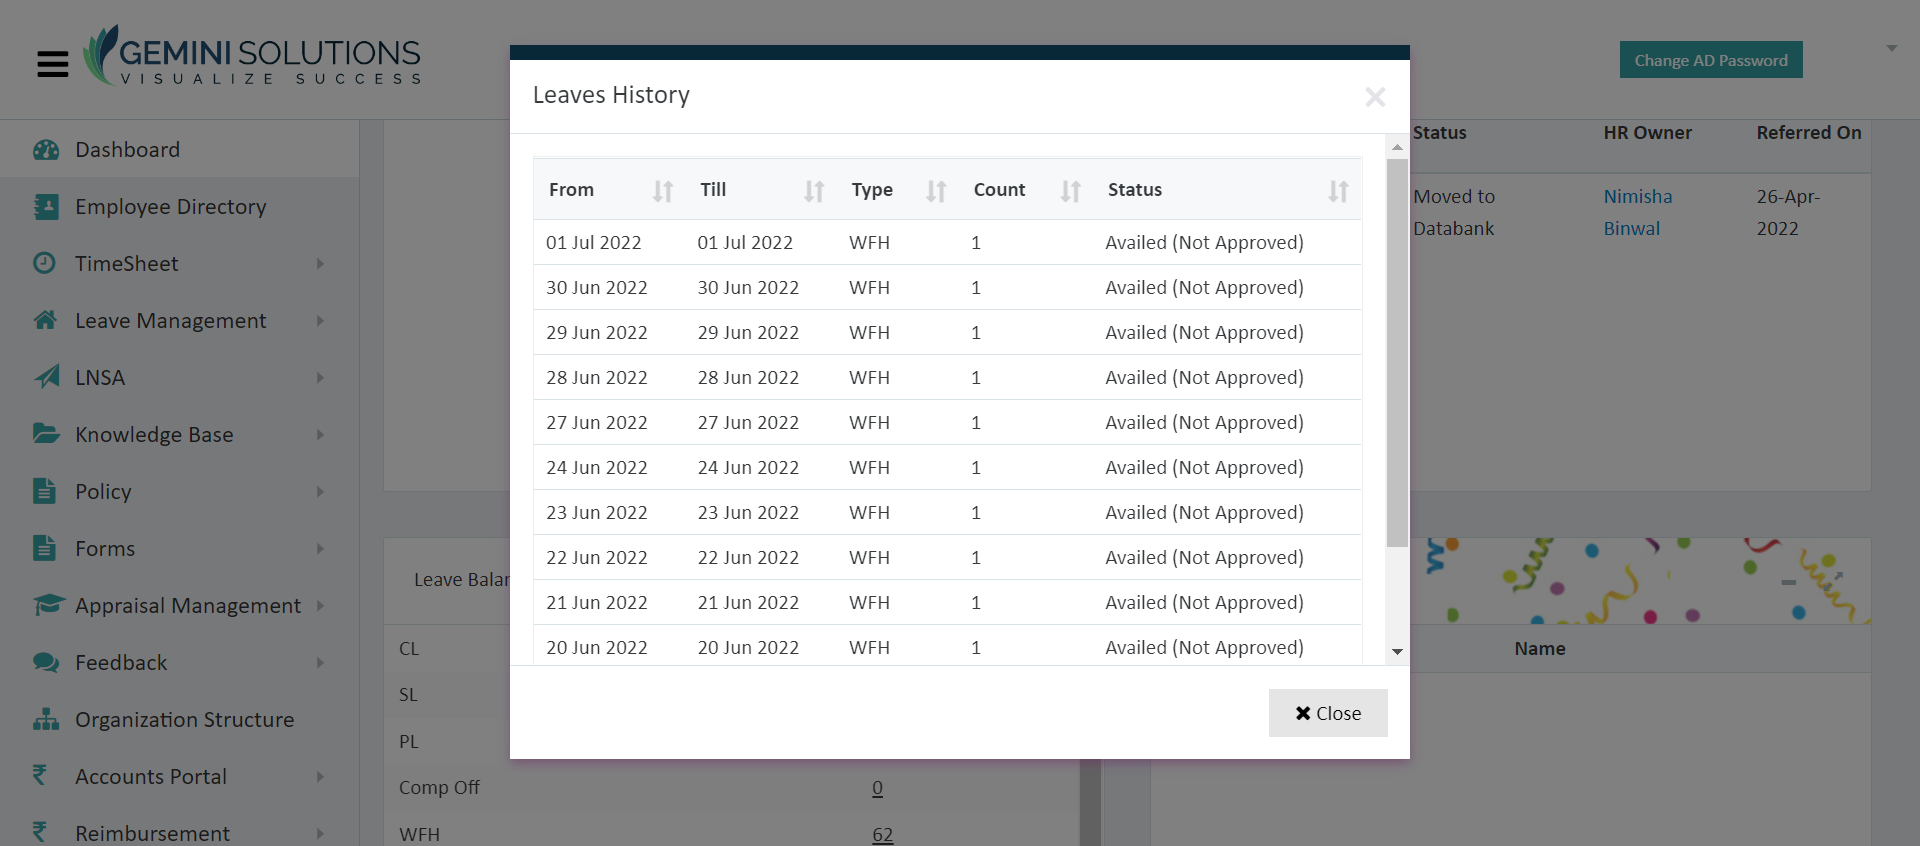 GEMINI SOLUTIONS
VISUALIZE SUCCESS
Change AD Password
Dashboard
Employee Directory
TimeSheet
Leave Management
LNSA
Knowledge Base
Policy
Forms
Appraisal Management
Feedback
Organization Structure
₹ Accounts Portal
₹ Reimbursement
Leaves History
From Till Type Count Status
01 Jul 2022 01 Jul 2022 WFH 1 Availed (Not Approved)
30 Jun 2022 30 Jun 2022 WFH 1 Availed (Not Approved)
29 Jun 2022 29 Jun 2022 WFH 1 Availed (Not Approved)
28 Jun 2022 28 Jun 2022 WFH 1 Availed (Not Approved)
27 Jun 2022 27 Jun 2022 WFH 1 Availed (Not Approved)
24 Jun 2022 24 Jun 2022 WFH 1 Availed (Not Approved)
23 Jun 2022 23 Jun 2022 WFH 1 Availed (Not Approved)
22 Jun 2022 22 Jun 2022 WFH 1 Availed (Not Approved)
21 Jun 2022 21 Jun 2022 WFH 1 Availed (Not Approved)
20 Jun 2022 20 Jun 2022 WFH 1 Availed (Not Approved)
Close
Status HR Owner Referred On
Moved to Nimisha 26-Apr-
Databank Binwal 2022
Leave
CL
SL
PL
Comp Off 0
WFH 62
Name